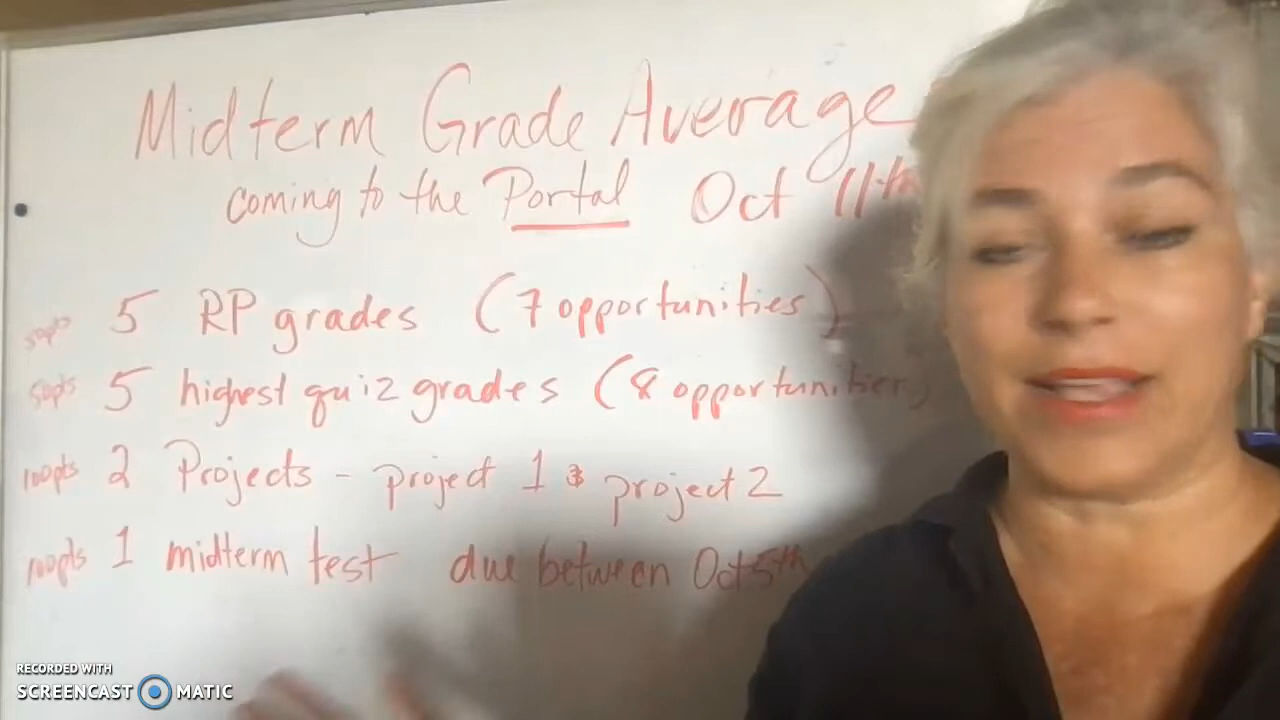 Midterm Grade Average
coming to the Portal Oct 11th
50pts 5 RP grades (7 opportunities)
50pts 5 highest quiz grades (8 opportunities)
100pts 2 Projects - project 1 & project 2
100pts 1 midterm test due between Oct 5th
RECORDED WITH
SCREENCAST MATIC